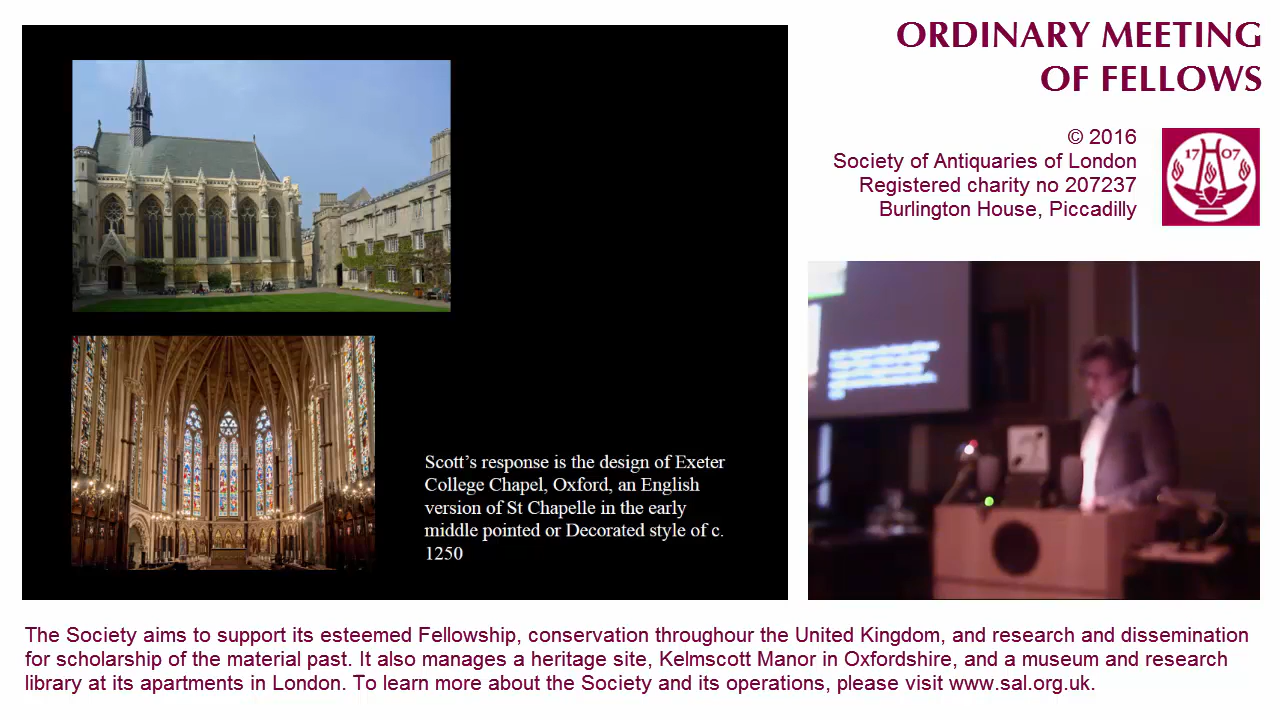 ORDINARY MEETING
OF FELLOWS
© 2016
Society of Antiquaries of London
Registered charity no 207237
Burlington House, Piccadilly
17 07
Scott's response is the design of Exeter
College Chapel, Oxford, an English
version of St Chapelle in the early
middle pointed or Decorated style of c.
1250
The Society aims to support its esteemed Fellowship, conservation throughour the United Kingdom, and research and dissemination
for scholarship of the material past. It also manages a heritage site, Kelmscott Manor in Oxfordshire, and a museum and research
library at its apartments in London. To learn more about the Society and its operations, please visit www.sal.org.uk.